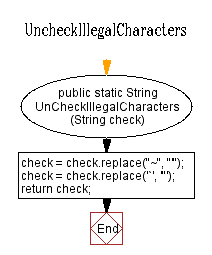 UncheckIllegalCharacters
public static String
UnCheckIllegalCharacters
(String check)
check = check.replace("~", "'");
check = check.replace("`", '"');
return check;
End